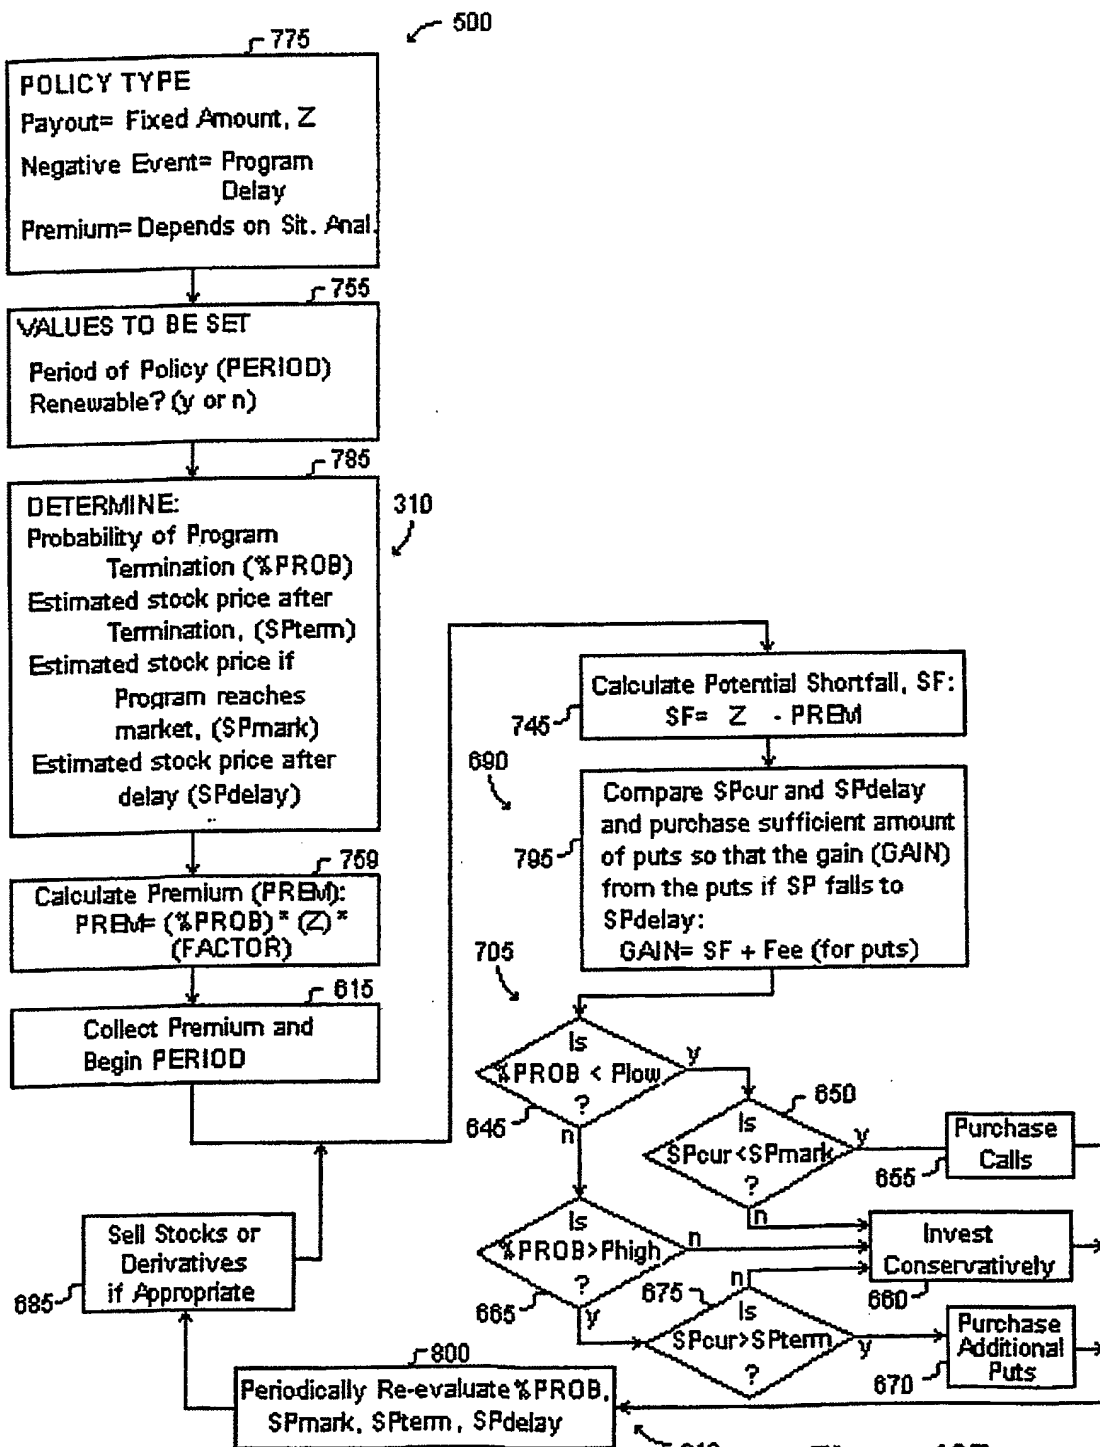 500
775
POLICY TYPE
Payout= Fixed Amount, Z
Negative Event= Program
Delay
Premium= Depends on Sit. Anal.
755
VALUES TO BE SET
Period of Policy (PERIOD)
Renewable? (y or n)
785
DETERMINE:
Probability of Program
Termination (%PROB)
Estimated stock price after
Termination, (SPterm)
Estimated stock price if
Program reaches
market, (SPmark)
Estimated stock price after
delay (SPdelay)
310
759
Calculate Premium (PREM):
PREM= (%PROB)* (Z)*
(FACTOR)
615
Collect Premium and
Begin PERIOD
Calculate Potential Shortfall, SF:
SF= Z - PREM
745
690
Compare SPcur and SPdelay
and purchase sufficient amount
of puts so that the gain (GAIN)
from the puts if SP falls to
SPdelay:
GAIN= SF + Fee (for puts)
795
705
Is
%PROB < Plow
?
y
n
645
650
Is
SPcur<SPmark
?
y
n
655
Purchase
Calls
Is
%PROB>Phigh
?
n
y
665
Invest
Conservatively
660
675
n
Is
SPcur>SPterm
?
y
Purchase
Additional
Puts
670
Sell Stocks or
Derivatives
if Appropriate
685
800
Periodically Re-evaluate %PROB,
SPmark, SPterm, SPdelay